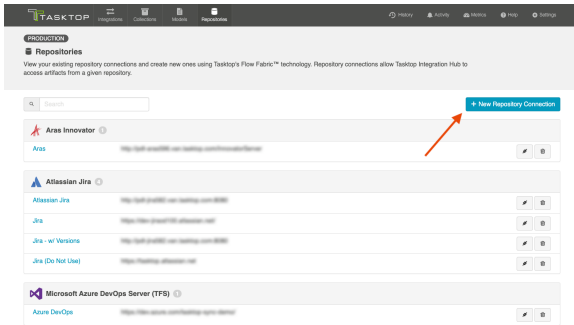 TASKTOP
Integrations
Collections
Models
Repositories
History
Activity
Metrics
Help
Settings
PRODUCTION
Repositories
View your existing repository connections and create new ones using Tasktop's Flow Fabric™ technology. Repository connections allow Tasktop Integration Hub to
access artifacts from a given repository.
Search
+ New Repository Connection
Aras Innovator 1
Aras
Atlassian Jira 4
Atlassian Jira
Jira
Jira - w/ Versions
Jira (Do Not Use)
Microsoft Azure DevOps Server (TFS) 1
Azure DevOps